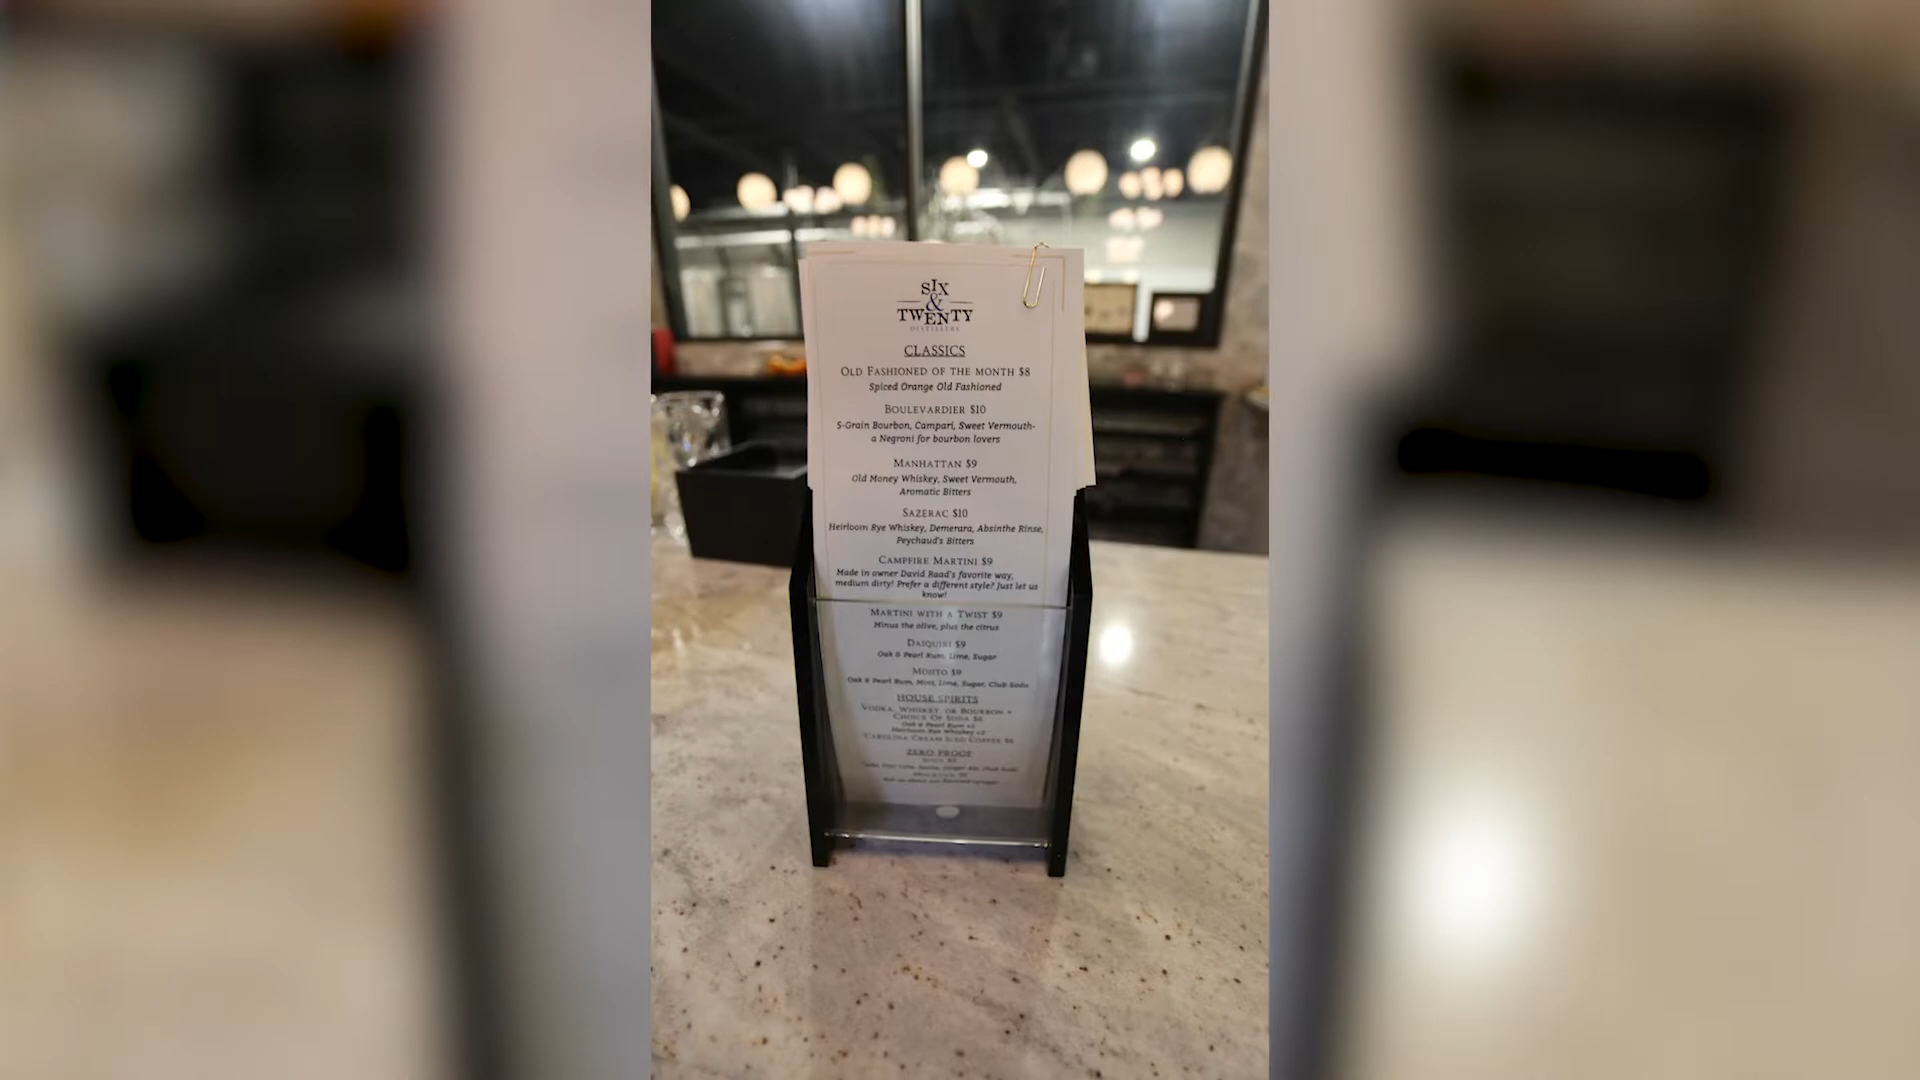 SIX
&
TWENTY
DISTILLERY
CLASSICS
OLD FASHIONED OF THE MONTH $8
Spiced Orange Old Fashioned
BOULEVARDIER $10
5-Grain Bourbon, Campari, Sweet Vermouth-
a Negroni for bourbon lovers
MANHATTAN $9
Old Money Whiskey, Sweet Vermouth,
Aromatic Bitters
SAZERAC $10
Heirloom Rye Whiskey, Demerara, Absinthe Rinse,
Peychaud's Bitters
CAMPFIRE MARTINI $9
Made in owner David Raad's favorite way,
medium dirty! Prefer a different style? Just let us
know!
MARTINI WITH A TWIST $9
Minus the olive, plus the citrus
DAIQUIRI $9
Oak & Pearl Rum, Lime, Sugar
MOJITO $9
Oak & Pearl Rum, Mint, Lime, Sugar, Club Soda
HOUSE SPIRITS
VODKA, WHISKEY, OR BOURBON +
CHOICE OF SODA $6
Oak & Pearl Rum +1
Heirloom Rye Whiskey +2
CAROLINA CREAM ICED COFFEE $6
ZERO PROOF